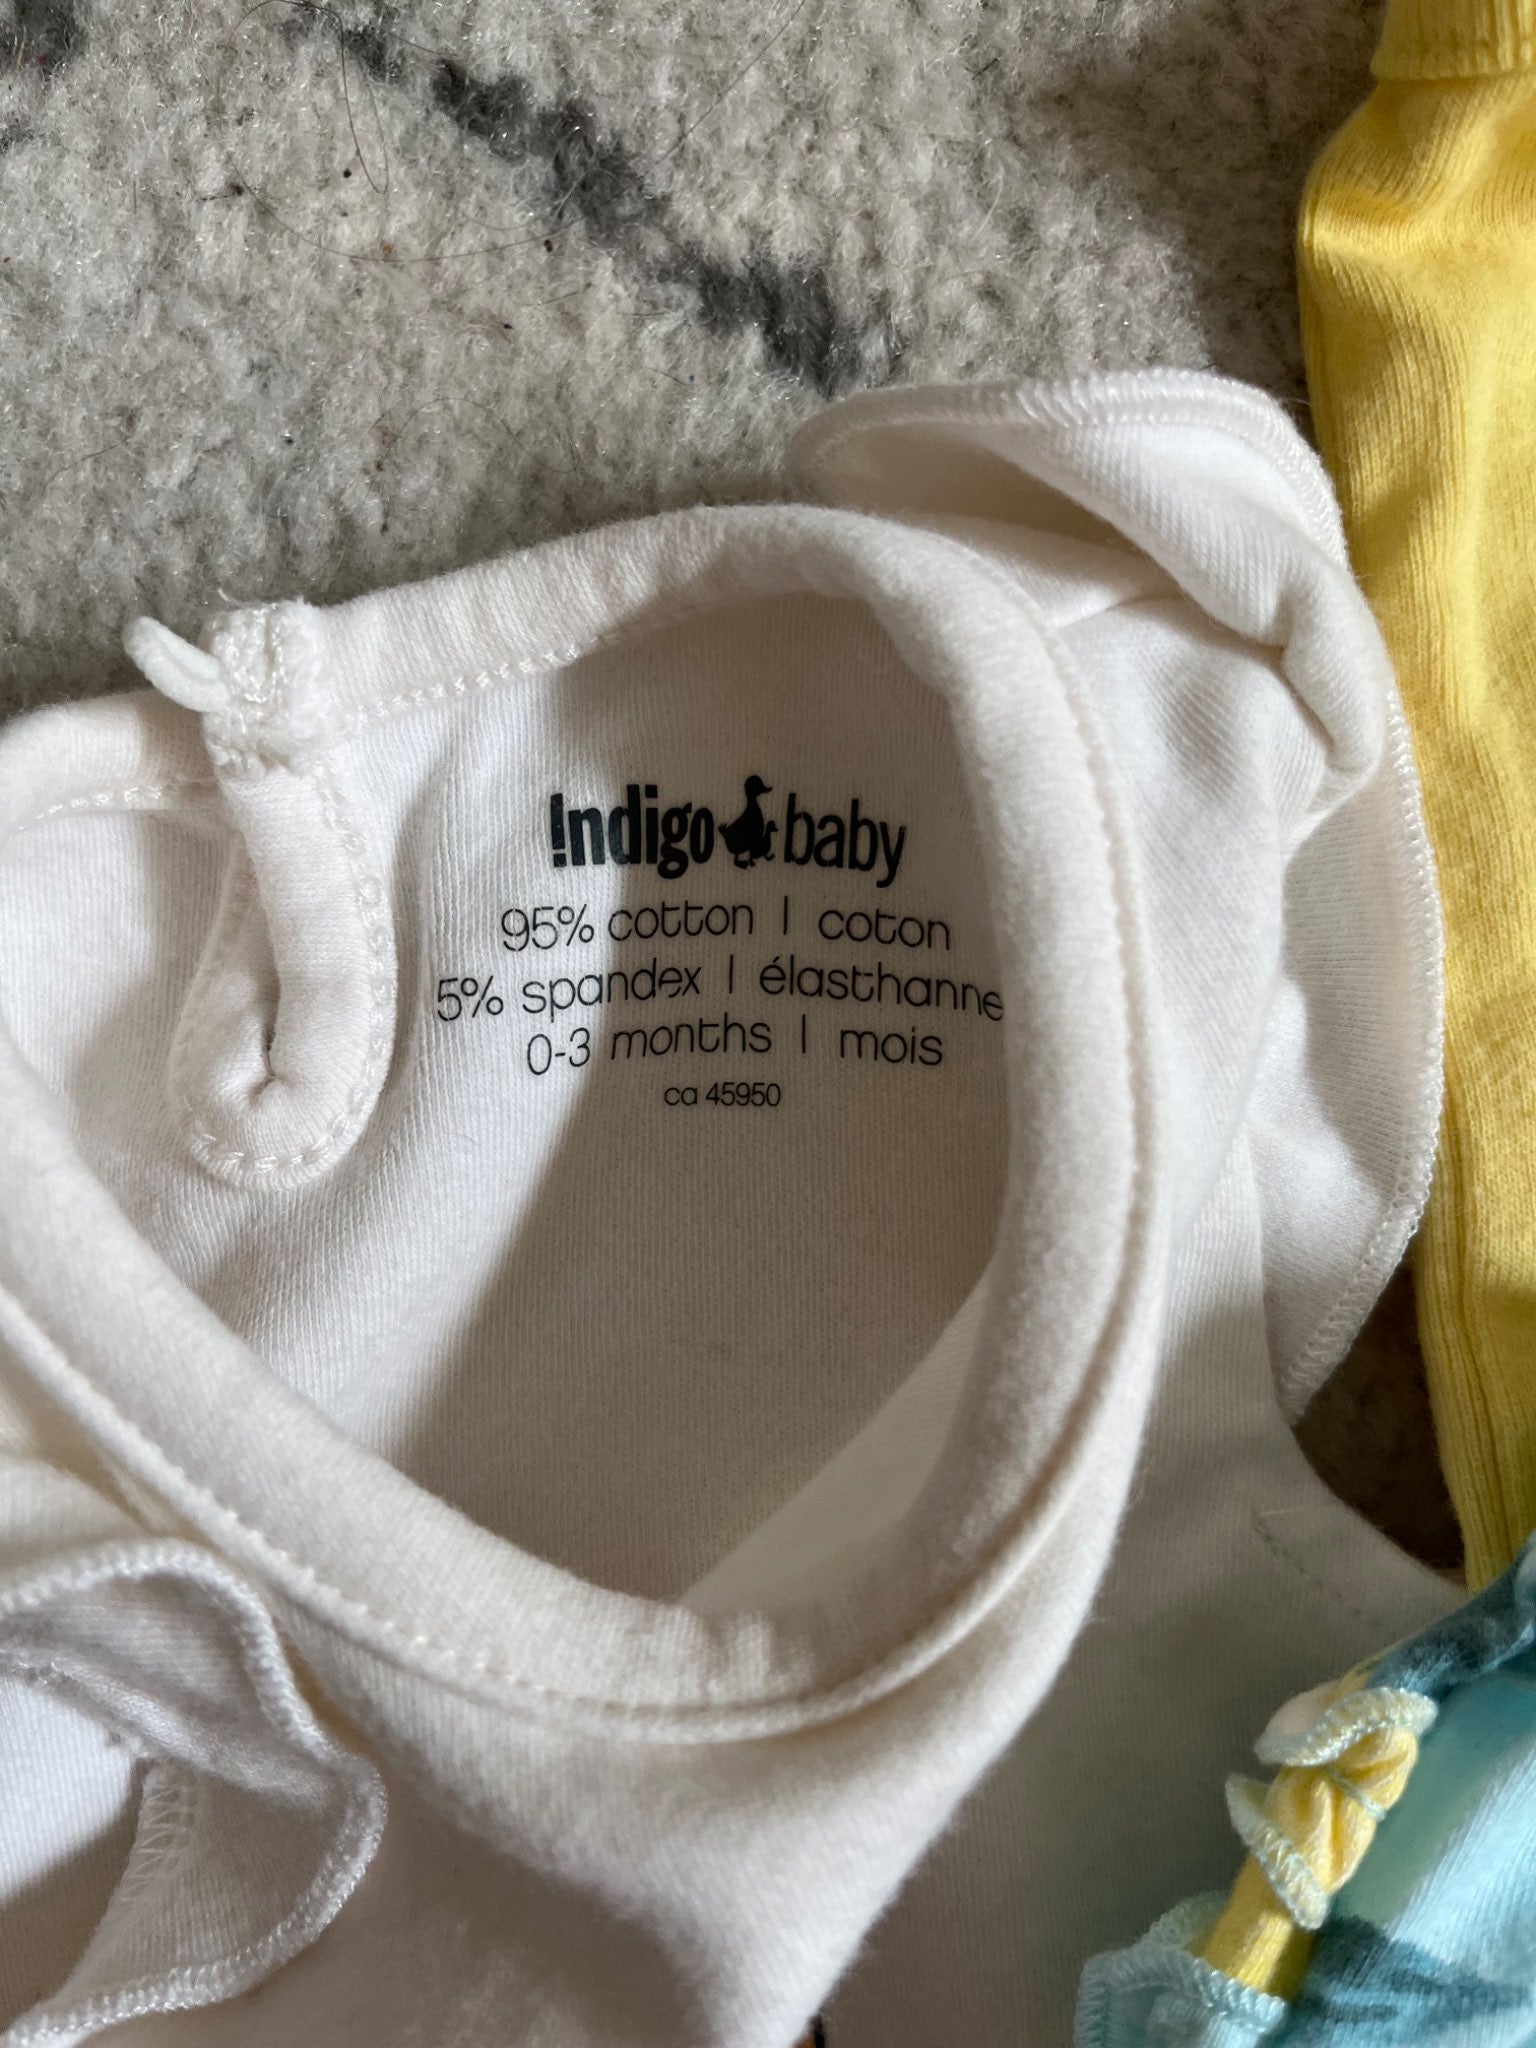 !ndigo baby
95% cotton | coton
5% spandex | élasthanne
0-3 months | mois
ca 45950